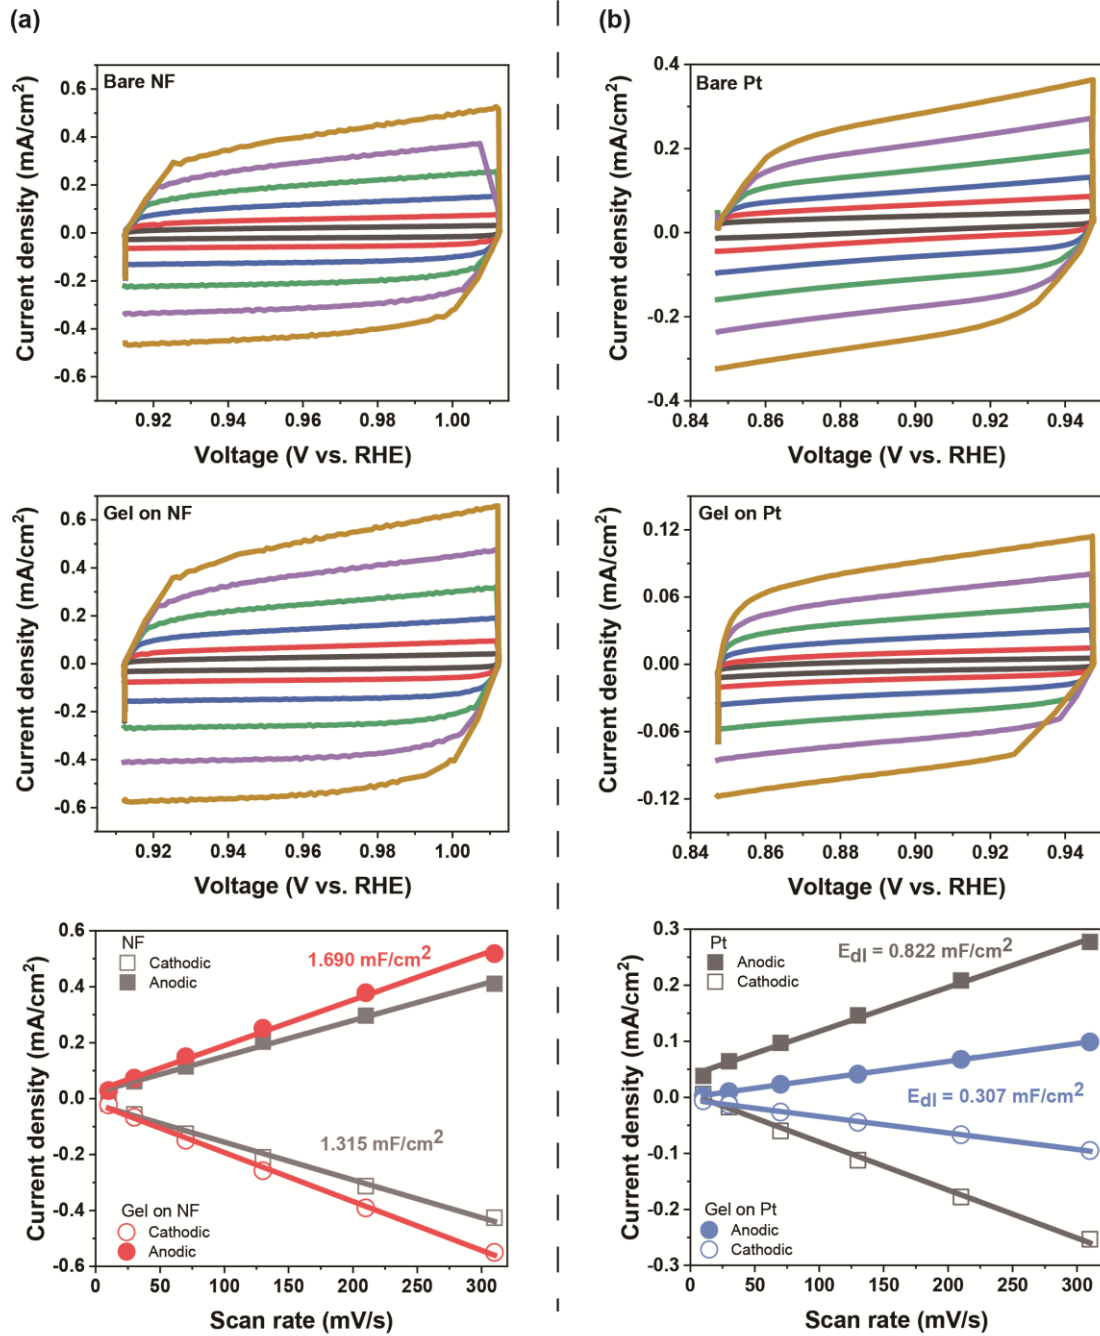 (a)
Bare NF
Current density (mA/cm²)
0.6
0.4
0.2
0.0
-0.2
-0.4
-0.6
0.92
0.94
0.96
0.98
1.00
Voltage (V vs. RHE)
Gel on NF
Current density (mA/cm²)
0.6
0.4
0.2
0.0
-0.2
-0.4
-0.6
0.92
0.94
0.96
0.98
1.00
Voltage (V vs. RHE)
NF
Cathodic
Anodic
1.690 mF/cm²
1.315 mF/cm²
Gel on NF
Cathodic
Anodic
Current density (mA/cm²)
0.6
0.4
0.2
0.0
-0.2
-0.4
-0.6
0
50
100
150
200
250
300
Scan rate (mV/s)
(b)
Bare Pt
Current density (mA/cm²)
0.4
0.2
0.0
-0.2
-0.4
0.84
0.86
0.88
0.90
0.92
0.94
Voltage (V vs. RHE)
Gel on Pt
Current density (mA/cm²)
0.12
0.06
0.00
-0.06
-0.12
0.84
0.86
0.88
0.90
0.92
0.94
Voltage (V vs. RHE)
Pt
Anodic
Cathodic
E_dl = 0.822 mF/cm²
E_dl = 0.307 mF/cm²
Gel on Pt
Anodic
Cathodic
Current density (mA/cm²)
0.3
0.2
0.1
0.0
-0.1
-0.2
-0.3
0
50
100
150
200
250
300
Scan rate (mV/s)